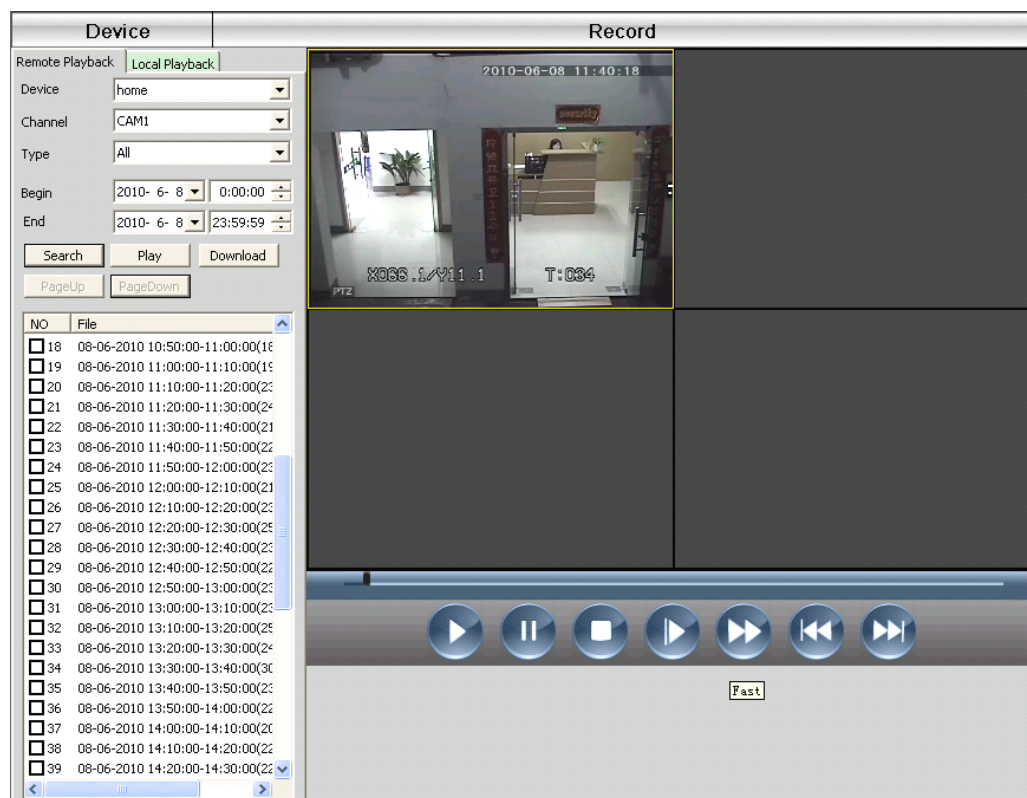 Device Record
Remote Playback Local Playback
Device home
Channel CAM1
Type All
Begin 2010- 6- 8 0:00:00
End 2010- 6- 8 23:59:59
Search Play Download
PageUp PageDown
NO File
18 08-06-2010 10:50:00-11:00:00(18
19 08-06-2010 11:00:00-11:10:00(19
20 08-06-2010 11:10:00-11:20:00(23
21 08-06-2010 11:20:00-11:30:00(24
22 08-06-2010 11:30:00-11:40:00(21
23 08-06-2010 11:40:00-11:50:00(22
24 08-06-2010 11:50:00-12:00:00(23
25 08-06-2010 12:00:00-12:10:00(21
26 08-06-2010 12:10:00-12:20:00(23
27 08-06-2010 12:20:00-12:30:00(25
28 08-06-2010 12:30:00-12:40:00(23
29 08-06-2010 12:40:00-12:50:00(22
30 08-06-2010 12:50:00-13:00:00(23
31 08-06-2010 13:00:00-13:10:00(23
32 08-06-2010 13:10:00-13:20:00(25
33 08-06-2010 13:20:00-13:30:00(24
34 08-06-2010 13:30:00-13:40:00(30
35 08-06-2010 13:40:00-13:50:00(23
36 08-06-2010 13:50:00-14:00:00(22
37 08-06-2010 14:00:00-14:10:00(20
38 08-06-2010 14:10:00-14:20:00(22
39 08-06-2010 14:20:00-14:30:00(22
2010-06-08 11:40:18
security
X066.1/Y11.1 T:034
PTZ
Fast